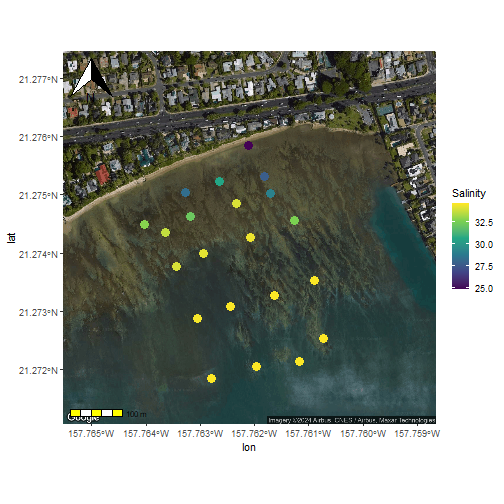 21.277°N
21.276°N
21.275°N
21.274°N
21.273°N
21.272°N
lat
Salinity
32.5
30.0
27.5
25.0
100 m
Google
Imagery ©2024 Airbus, CNES / Airbus, Maxar Technologies
157.765°W 157.764°W 157.763°W 157.762°W 157.761°W 157.760°W 157.759°W
lon